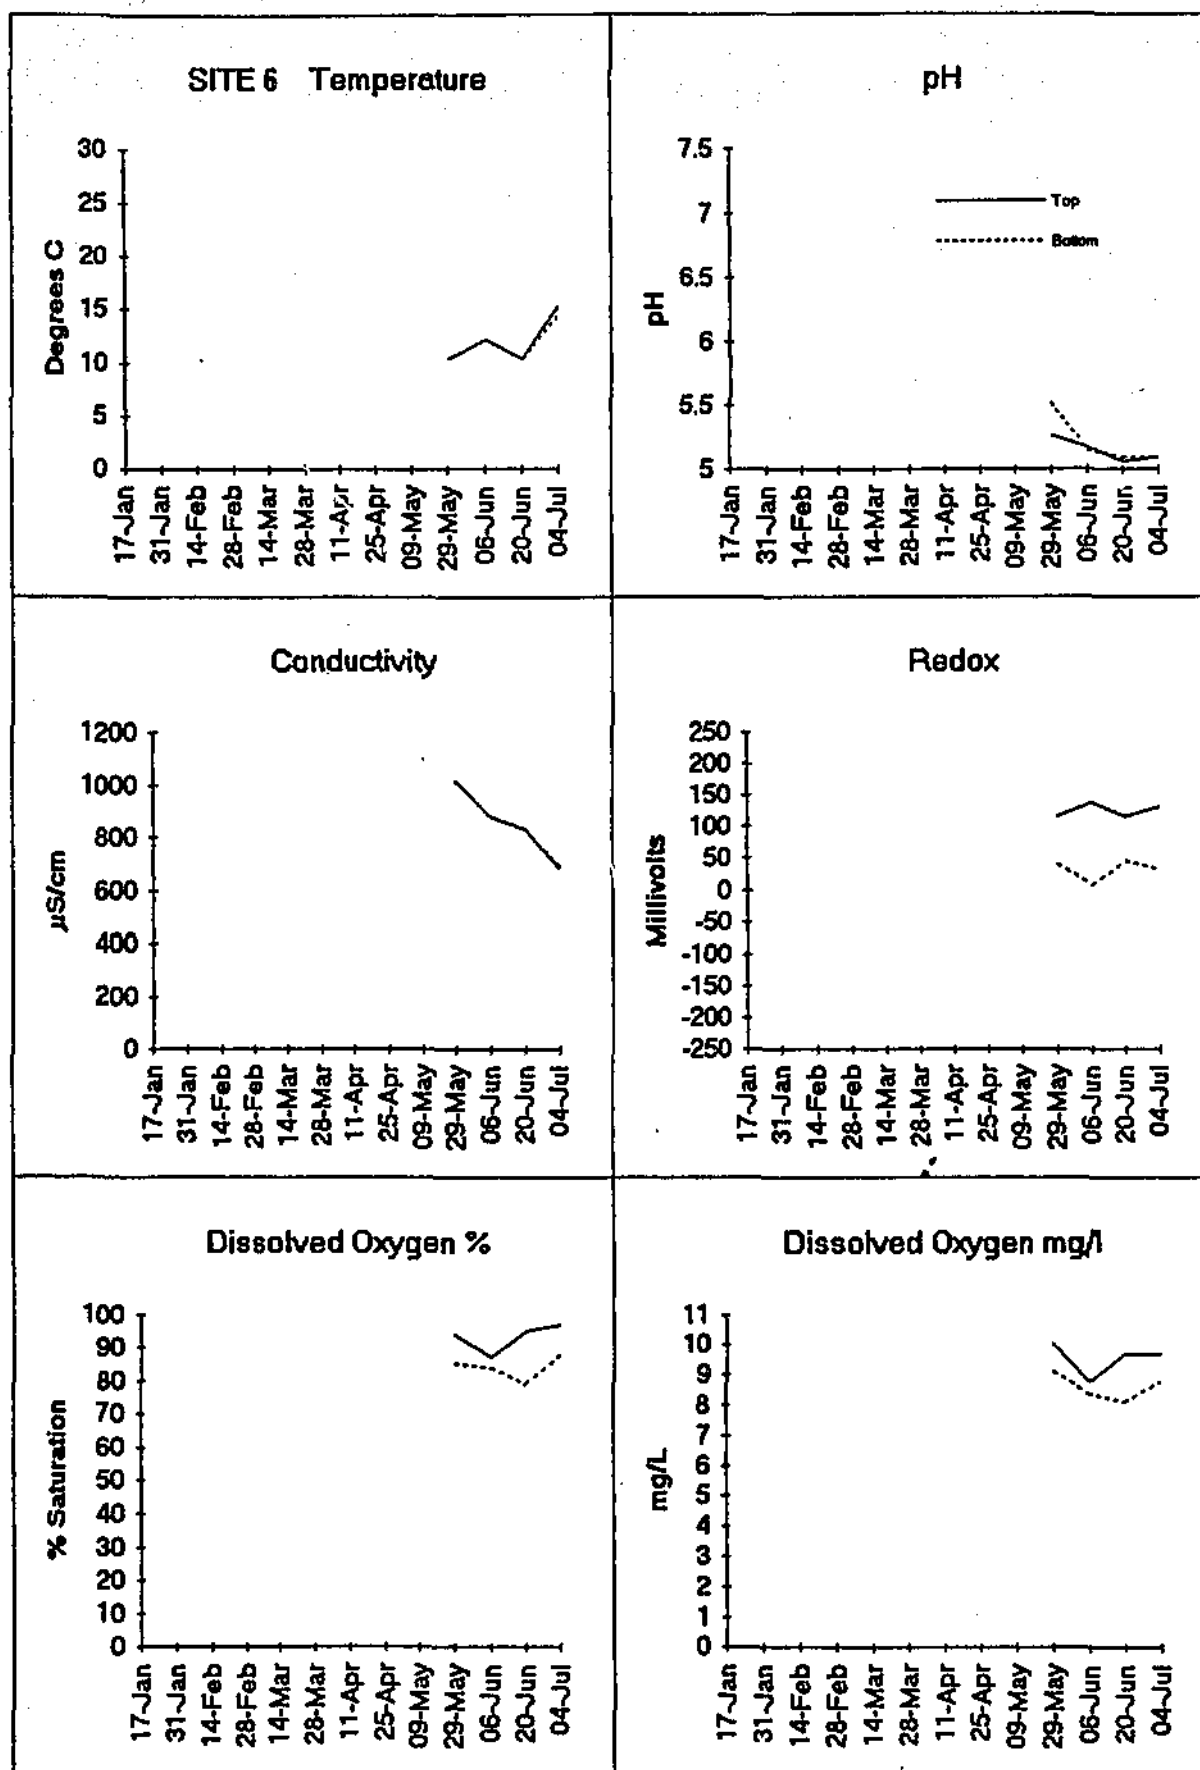 SITE 6 Temperature
30
25
20
15
10
5
0
Degrees C
17-Jan
31-Jan
14-Feb
28-Feb
14-Mar
28-Mar
11-Apr
25-Apr
09-May
29-May
06-Jun
20-Jun
04-Jul
pH
7.5
7
6.5
6
5.5
5
pH
Top
Bottom
17-Jan
31-Jan
14-Feb
28-Feb
14-Mar
28-Mar
11-Apr
25-Apr
09-May
29-May
06-Jun
20-Jun
04-Jul
Conductivity
1200
1000
800
600
400
200
0
µS/cm
17-Jan
31-Jan
14-Feb
28-Feb
14-Mar
28-Mar
11-Apr
25-Apr
09-May
29-May
06-Jun
20-Jun
04-Jul
Redox
250
200
150
100
50
0
-50
-100
-150
-200
-250
Millivolts
17-Jan
31-Jan
14-Feb
28-Feb
14-Mar
28-Mar
11-Apr
25-Apr
09-May
29-May
06-Jun
20-Jun
04-Jul
Dissolved Oxygen %
100
90
80
70
60
50
40
30
20
10
0
% Saturation
17-Jan
31-Jan
14-Feb
28-Feb
14-Mar
28-Mar
11-Apr
25-Apr
09-May
29-May
06-Jun
20-Jun
04-Jul
Dissolved Oxygen mg/l
11
10
9
8
7
6
5
4
3
2
1
0
mg/L
17-Jan
31-Jan
14-Feb
28-Feb
14-Mar
28-Mar
11-Apr
25-Apr
09-May
29-May
06-Jun
20-Jun
04-Jul